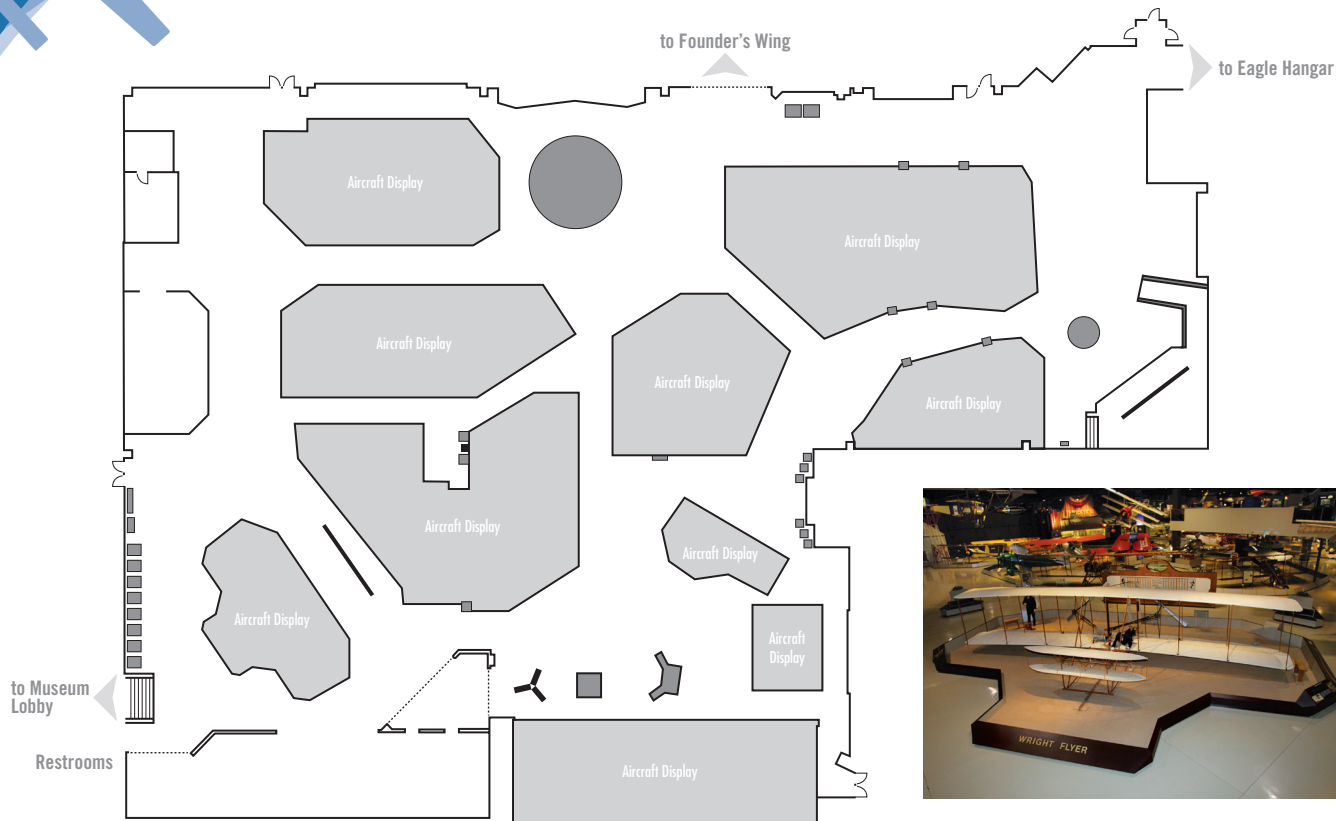 to Founder's Wing
to Eagle Hangar
Aircraft Display
Aircraft Display
Aircraft Display
Aircraft Display
Aircraft Display
Aircraft Display
Aircraft Display
Aircraft Display
Aircraft
Display
Aircraft Display
to Museum
Lobby
Restrooms
Aircraft Display
WRIGHT FLYER